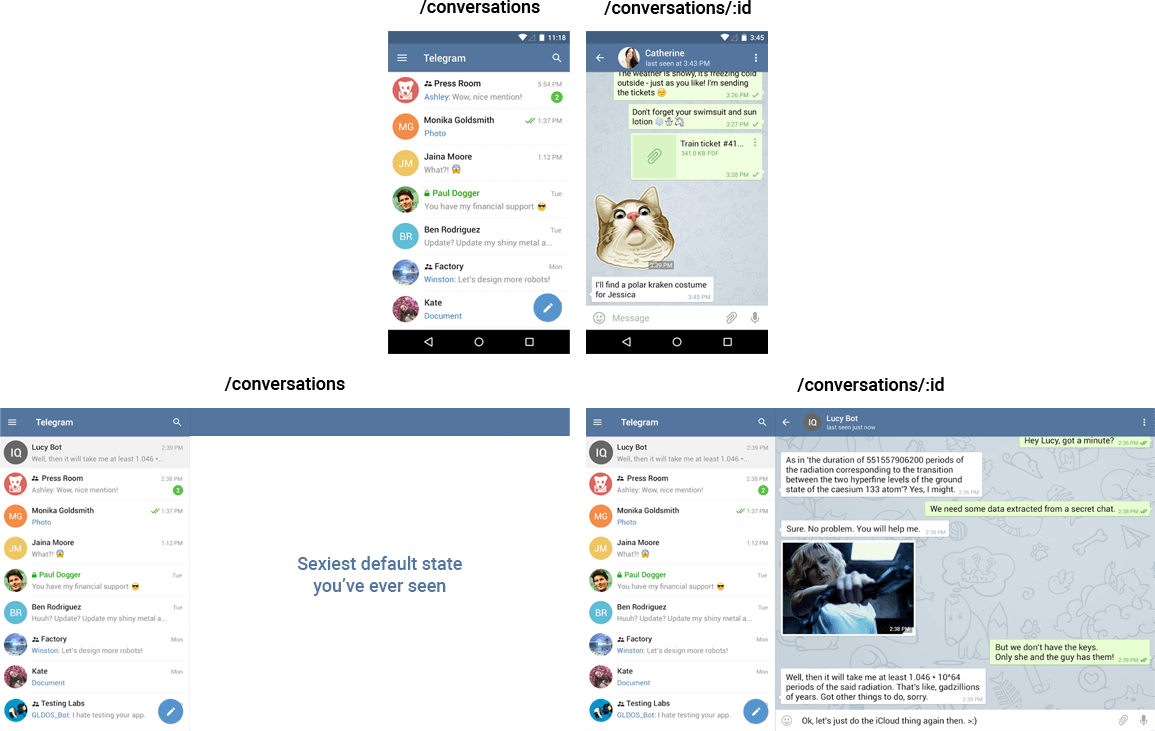 /conversations
/conversations/:id
11:18
Telegram
Press Room
5:54 PM
Ashley: Wow, nice mention!
2
MG
Monika Goldsmith
1:37 PM
Photo
JM
Jaina Moore
1:12 PM
What?!
Paul Dogger
Tue
You have my financial support
BR
Ben Rodriguez
Tue
Update? Update my shiny metal a...
Factory
Mon
Winston: Let's design more robots!
Kate
Document
3:45
Catherine
last seen at 3:43 PM
The weather is snowy, it's freezing cold
outside - just as you like! I'm sending
the tickets
3:26 PM
Don't forget your swimsuit and sun
lotion
3:27 PM
Train ticket #41...
341.0 KB PDF
3:28 PM
3:29 PM
I'll find a polar kraken costume
for Jessica
3:45 PM
Message
/conversations
/conversations/:id
Telegram
IQ
Lucy Bot
2:39 PM
Well, then it will take me at least 1.046 •...
Press Room
2:38 PM
Ashley: Wow, nice mention!
2
MG
Monika Goldsmith
1:37 PM
Photo
JM
Jaina Moore
1:12 PM
What?!
Paul Dogger
Tue
You have my financial support
BR
Ben Rodriguez
Tue
Huuh? Update? Update my shiny metal a...
Factory
Mon
Winston: Let's design more robots!
Kate
Mon
Document
Testing Labs
GLDOS_Bot: I hate testing your app.
Sexiest default state
you've ever seen
Telegram
IQ
Lucy Bot
2:39 PM
Well, then it will take me at least 1.046 •...
Press Room
2:38 PM
Ashley: Wow, nice mention!
2
MG
Monika Goldsmith
1:37 PM
Photo
JM
Jaina Moore
1:12 PM
What?!
Paul Dogger
Tue
You have my financial support
BR
Ben Rodriguez
Tue
Huuh? Update? Update my shiny metal a...
Factory
Mon
Winston: Let's design more robots!
Kate
Mon
Document
Testing Labs
GLDOS_Bot: I hate testing your app.
IQ
Lucy Bot
last seen just now
Hey Lucy, got a minute?
2:36 PM
As in 'the duration of 551557906200 periods of
the radiation corresponding to the transition
between the two hyperfine levels of the ground
state of the caesium 133 atom'? Yes, I might.
2:36 PM
We need some data extracted from a secret chat.
2:38 PM
Sure. No problem. You will help me.
2:38 PM
2:38 PM
But we don't have the keys.
Only she and the guy has them!
2:39 PM
Well, then it will take me at least 1.046 * 10^64
periods of the said radiation. That's like, gadzillions
of years. Got other things to do, sorry.
2:39 PM
Ok, let's just do the iCloud thing again then. >:)